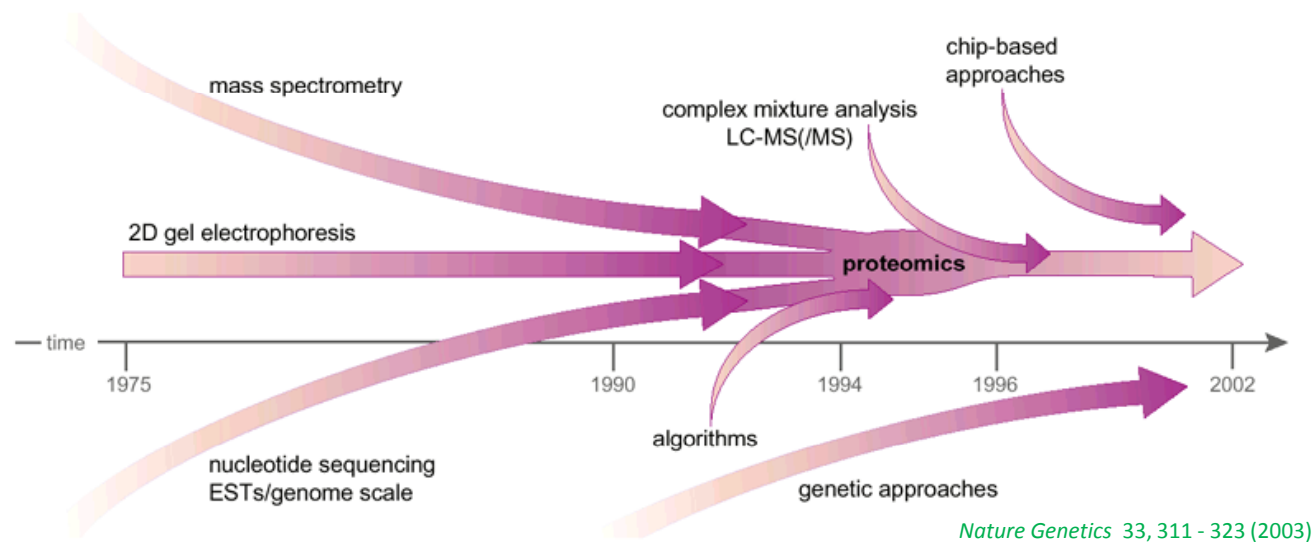 chip-based
approaches
mass spectrometry
complex mixture analysis
LC-MS(/MS)
2D gel electrophoresis
proteomics
time
1975
1990
1994
1996
2002
algorithms
nucleotide sequencing
ESTs/genome scale
genetic approaches
Nature Genetics 33, 311 - 323 (2003)